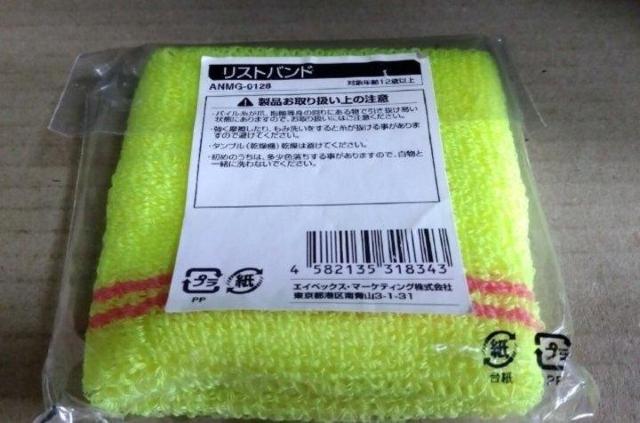 リストバンド
ANMG-0128 対象年齢12歳以上
製品お取り扱い上の注意
・パイル糸が爪、指輪等身の回りにある物で引き抜け易い
状態にありますので、お取り扱いにはご注意ください。
・強く摩擦したり、もみ洗いをすると糸が抜ける事があります
すので避けてください。
・タンブル(乾燥機)乾燥は避けてください。
・初めのうちは、多少色落ちする事がありますので、白物と
一緒に洗わないでください。
4 582135 318343
プラ 紙
PP
エイベックス・マーケティング株式会社
東京都港区南青山3-1-31
紙 プラ
台紙 PP